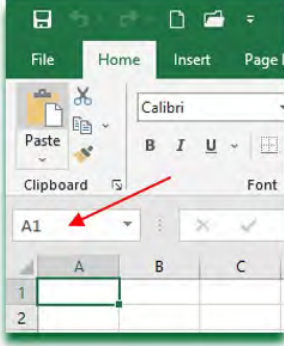 File Home Insert Page
Calibri
Paste
B I U
Clipboard Font
A1
A B C
1
2